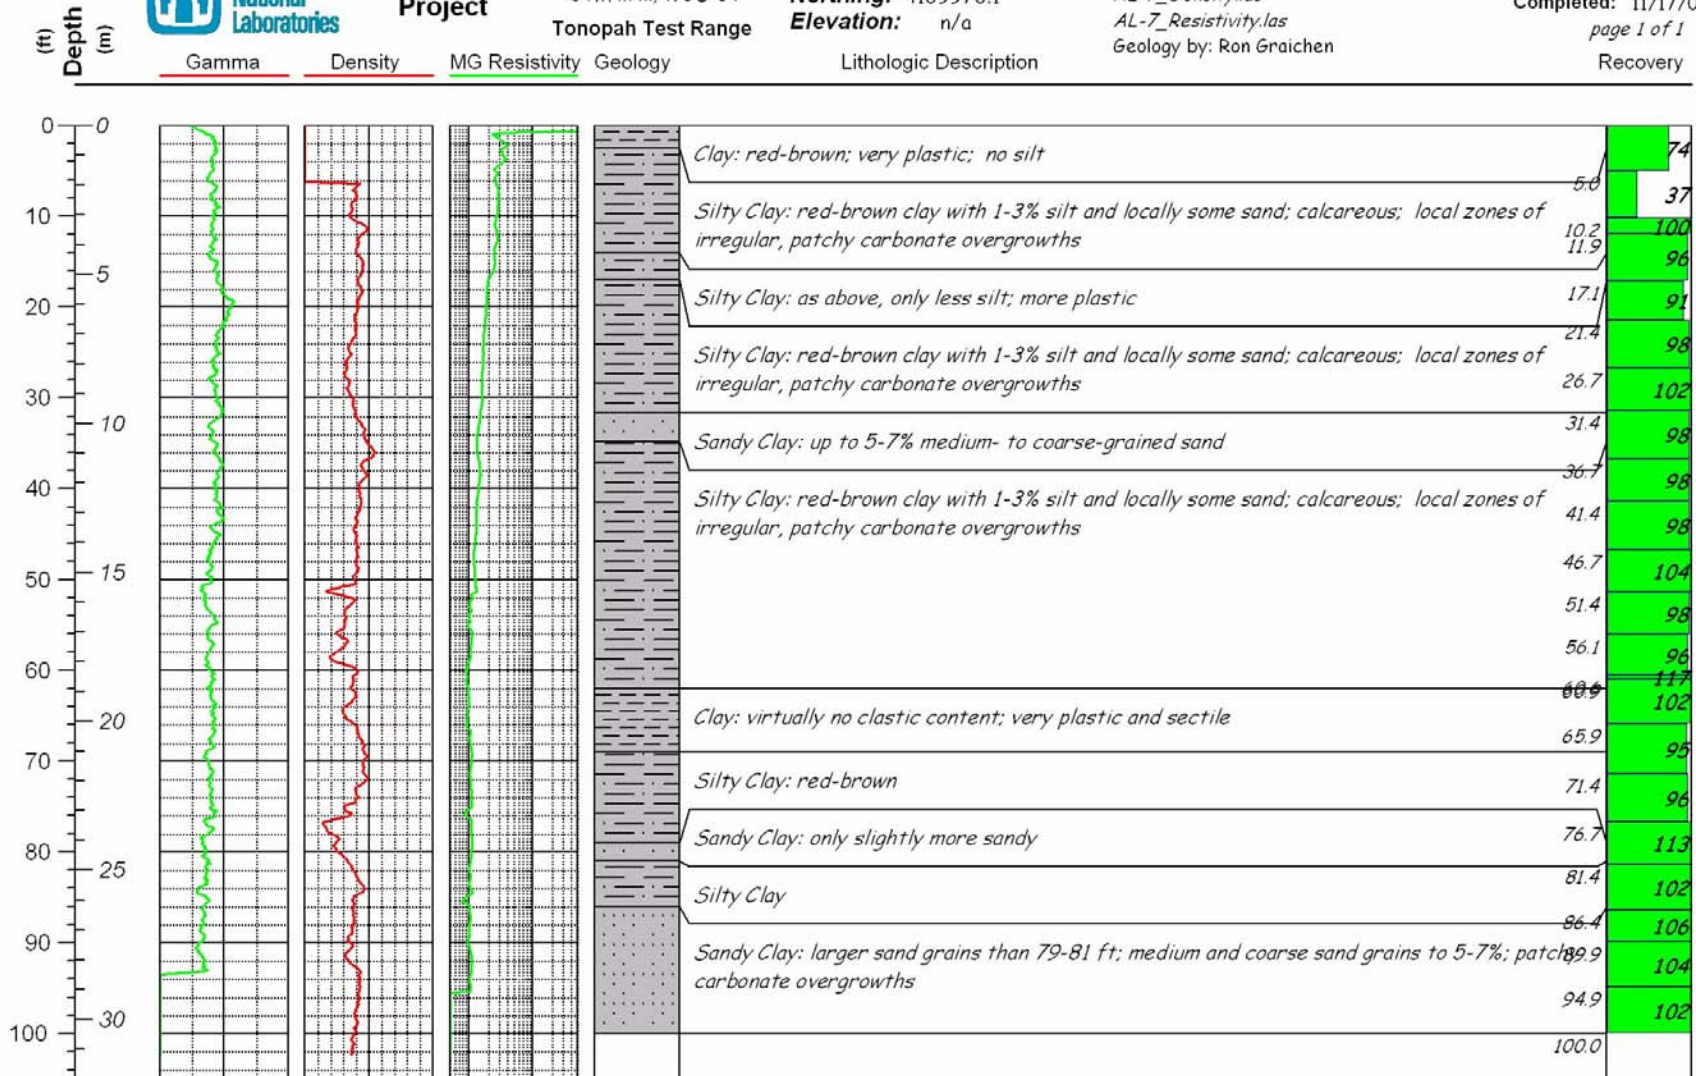 National
Laboratories
Project
Tonopah Test Range
Northing:
Elevation: n/a
AL-7_Resistivity.las
Geology by: Ron Graichen
Completed: 11/17/0
page 1 of 1
(ft) Depth (m)
Gamma Density MG Resistivity Geology Lithologic Description Recovery
0 0
Clay: red-brown; very plastic; no silt
74
5.0
37
10
Silty Clay: red-brown clay with 1-3% silt and locally some sand; calcareous; local zones of
irregular, patchy carbonate overgrowths
10.2
100
11.9
96
5
Silty Clay: as above, only less silt; more plastic
17.1
91
20
21.4
98
Silty Clay: red-brown clay with 1-3% silt and locally some sand; calcareous; local zones of
irregular, patchy carbonate overgrowths
26.7
102
30
10
31.4
98
Sandy Clay: up to 5-7% medium- to coarse-grained sand
36.7
98
40
Silty Clay: red-brown clay with 1-3% silt and locally some sand; calcareous; local zones of
irregular, patchy carbonate overgrowths
41.4
98
46.7
104
50
15
51.4
98
56.1
96
60
117
60.9
102
20
Clay: virtually no clastic content; very plastic and sectile
65.9
95
70
Silty Clay: red-brown
71.4
96
76.7
113
Sandy Clay: only slightly more sandy
80
25
81.4
102
Silty Clay
86.4
106
90
Sandy Clay: larger sand grains than 79-81 ft; medium and coarse sand grains to 5-7%;
carbonate overgrowths
89.9
104
94.9
102
30
100
100.0